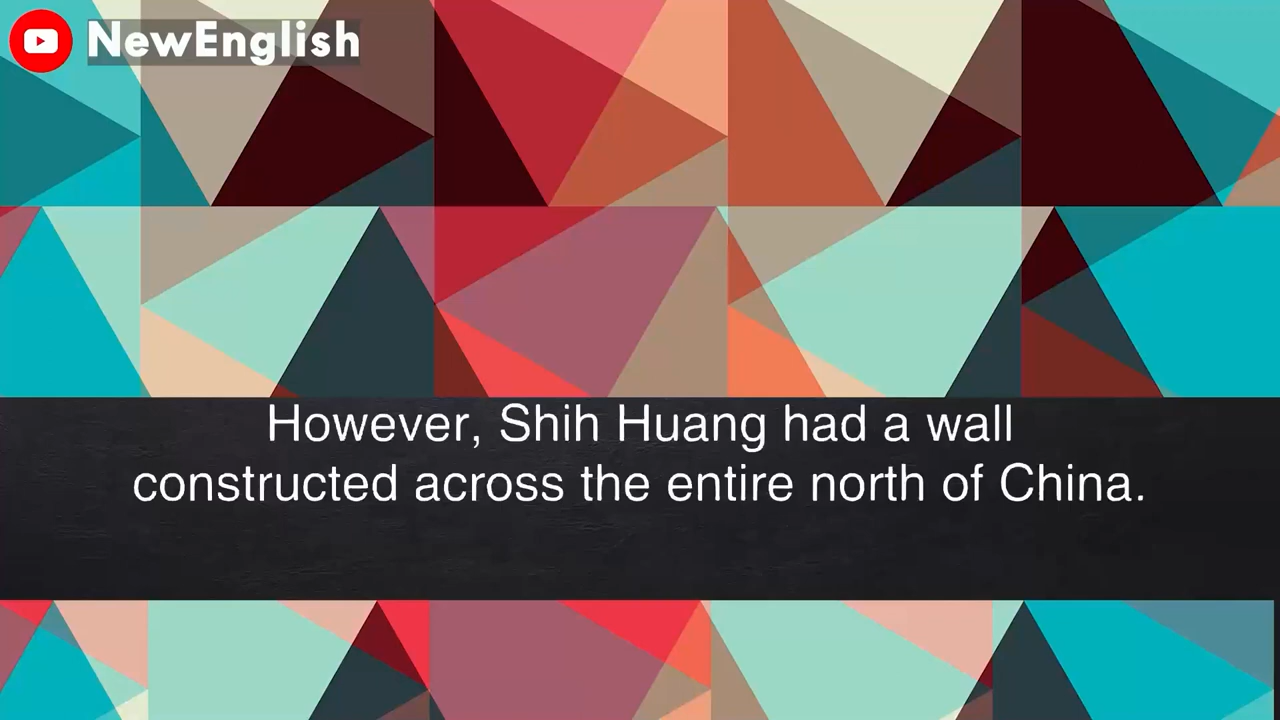 NewEnglish
However, Shih Huang had a wall
constructed across the entire north of China.